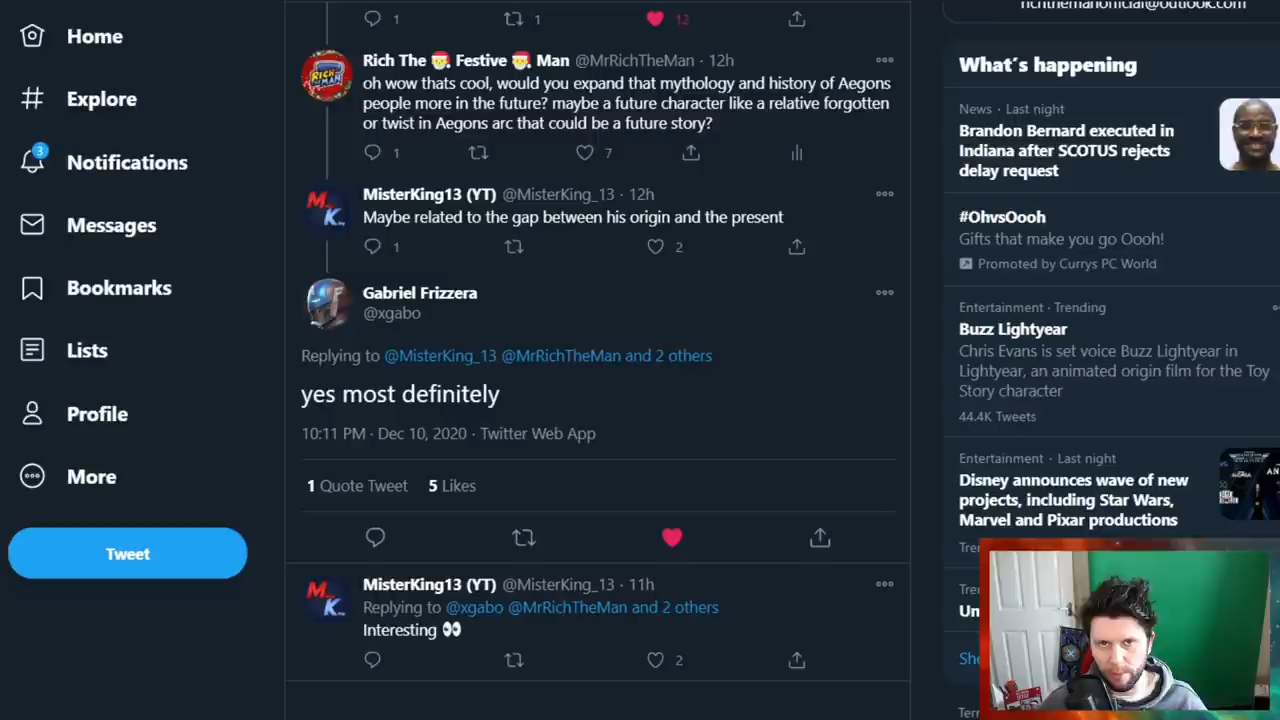 Home
Explore
3
Notifications
Messages
Bookmarks
Lists
Profile
More
Tweet
1
1
12
Rich The 🎅 Festive 🎅 Man @MrRichTheMan · 12h
oh wow thats cool, would you expand that mythology and history of Aegons
people more in the future? maybe a future character like a relative forgotten
or twist in Aegons arc that could be a future story?
1
7
MisterKing13 (YT) @MisterKing_13 · 12h
Maybe related to the gap between his origin and the present
1
2
Gabriel Frizzera
@xgabo
Replying to @MisterKing_13 @MrRichTheMan and 2 others
yes most definitely
10:11 PM · Dec 10, 2020 · Twitter Web App
1 Quote Tweet 5 Likes
MisterKing13 (YT) @MisterKing_13 · 11h
Replying to @xgabo @MrRichTheMan and 2 others
Interesting 👀
2
richthemanofficial@outlook.com
What's happening
News · Last night
Brandon Bernard executed in
Indiana after SCOTUS rejects
delay request
#OhvsOooh
Gifts that make you go Oooh!
Promoted by Currys PC World
Entertainment · Trending
Buzz Lightyear
Chris Evans is set voice Buzz Lightyear in
Lightyear, an animated origin film for the Toy
Story character
44.4K Tweets
Entertainment · Last night
Disney announces wave of new
projects, including Star Wars,
Marvel and Pixar productions